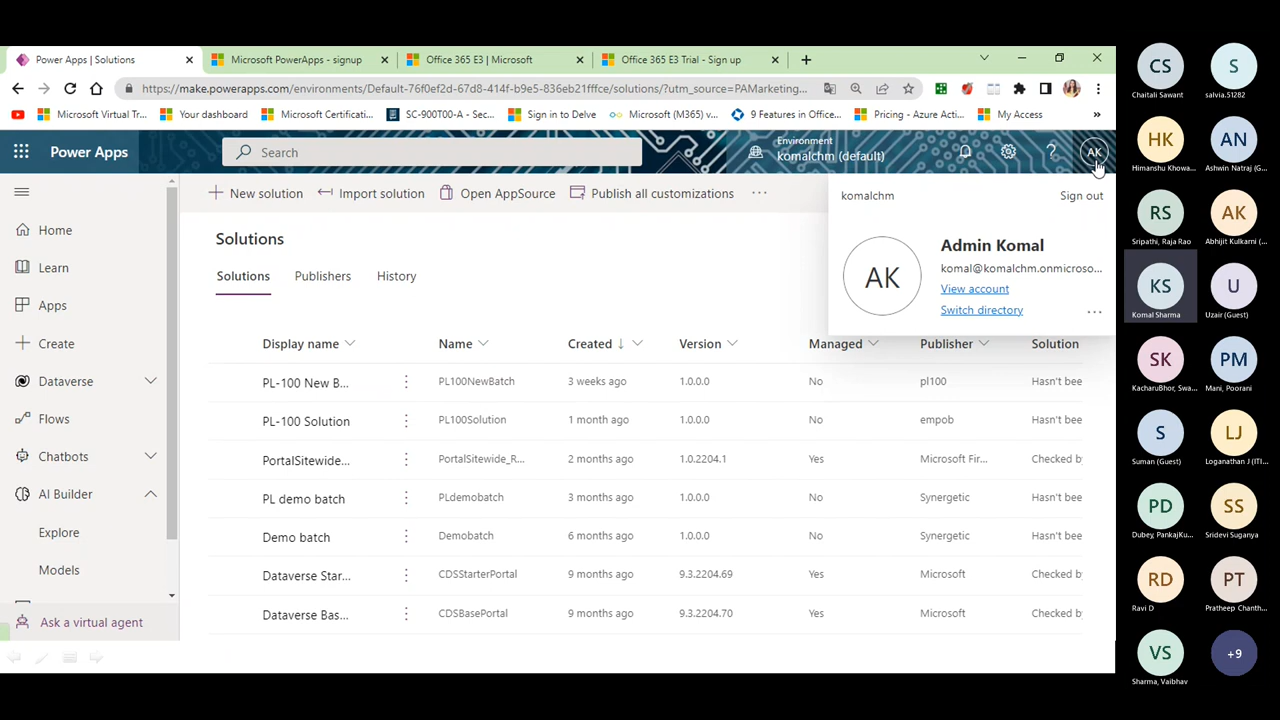 Power Apps | Solutions
Microsoft PowerApps - signup
Office 365 E3 | Microsoft
Office 365 E3 Trial - Sign up
https://make.powerapps.com/environments/default-76f0ef2d-67d8-414f-b9e5-836eb21fffce/solutions/?utm_source=PAMarketing...
Microsoft Virtual Tr...
Your dashboard
Microsoft Certificati...
SC-900T00-A - Sec...
Sign in to Delve
Microsoft (M365) v...
9 Features in Office...
Pricing - Azure Acti...
My Access
»
Power Apps
Search
Environment
komalchm (default)
AK
New solution
Import solution
Open AppSource
Publish all customizations
komalchm
Sign out
AK
Admin Komal
komal@komalchm.onmicroso...
View account
Switch directory
Home
Learn
Apps
Create
Dataverse
Flows
Chatbots
AI Builder
Explore
Models
Ask a virtual agent
Solutions
Solutions Publishers History
Display name Name Created Version Managed Publisher Solution
PL-100 New B... PL100NewBatch 3 weeks ago 1.0.0.0 No pl100 Hasn't bee
PL-100 Solution PL100Solution 1 month ago 1.0.0.0 No empob Hasn't bee
PortalSitewide... PortalSitewide_R... 2 months ago 1.0.2204.1 Yes Microsoft Fir... Checked by
PL demo batch PLdemobatch 3 months ago 1.0.0.0 No Synergetic Hasn't bee
Demo batch Demobatch 6 months ago 1.0.0.0 No Synergetic Hasn't bee
Dataverse Star... CDSStarterPortal 9 months ago 9.3.2204.69 Yes Microsoft Checked by
Dataverse Bas... CDSBasePortal 9 months ago 9.3.2204.70 Yes Microsoft Checked by
CS S
Chaitali Sawant salvia.51282
HK AN
Himanshu Khowa... Ashwin Natraj (G...
RS AK
Sripathi, Raja Rao Abhijit Kulkarni (...
KS U
Komal Sharma Uzair (Guest)
SK PM
KacharuBhor, Swa... Mani, Poorani
S LJ
Suman (Guest) Loganathan J (ITI...
PD SS
Dubey, PankajKu... Sridevi Suganya
RD PT
Ravi D Pratheep Chanth...
VS +9
Sharma, Vaibhav